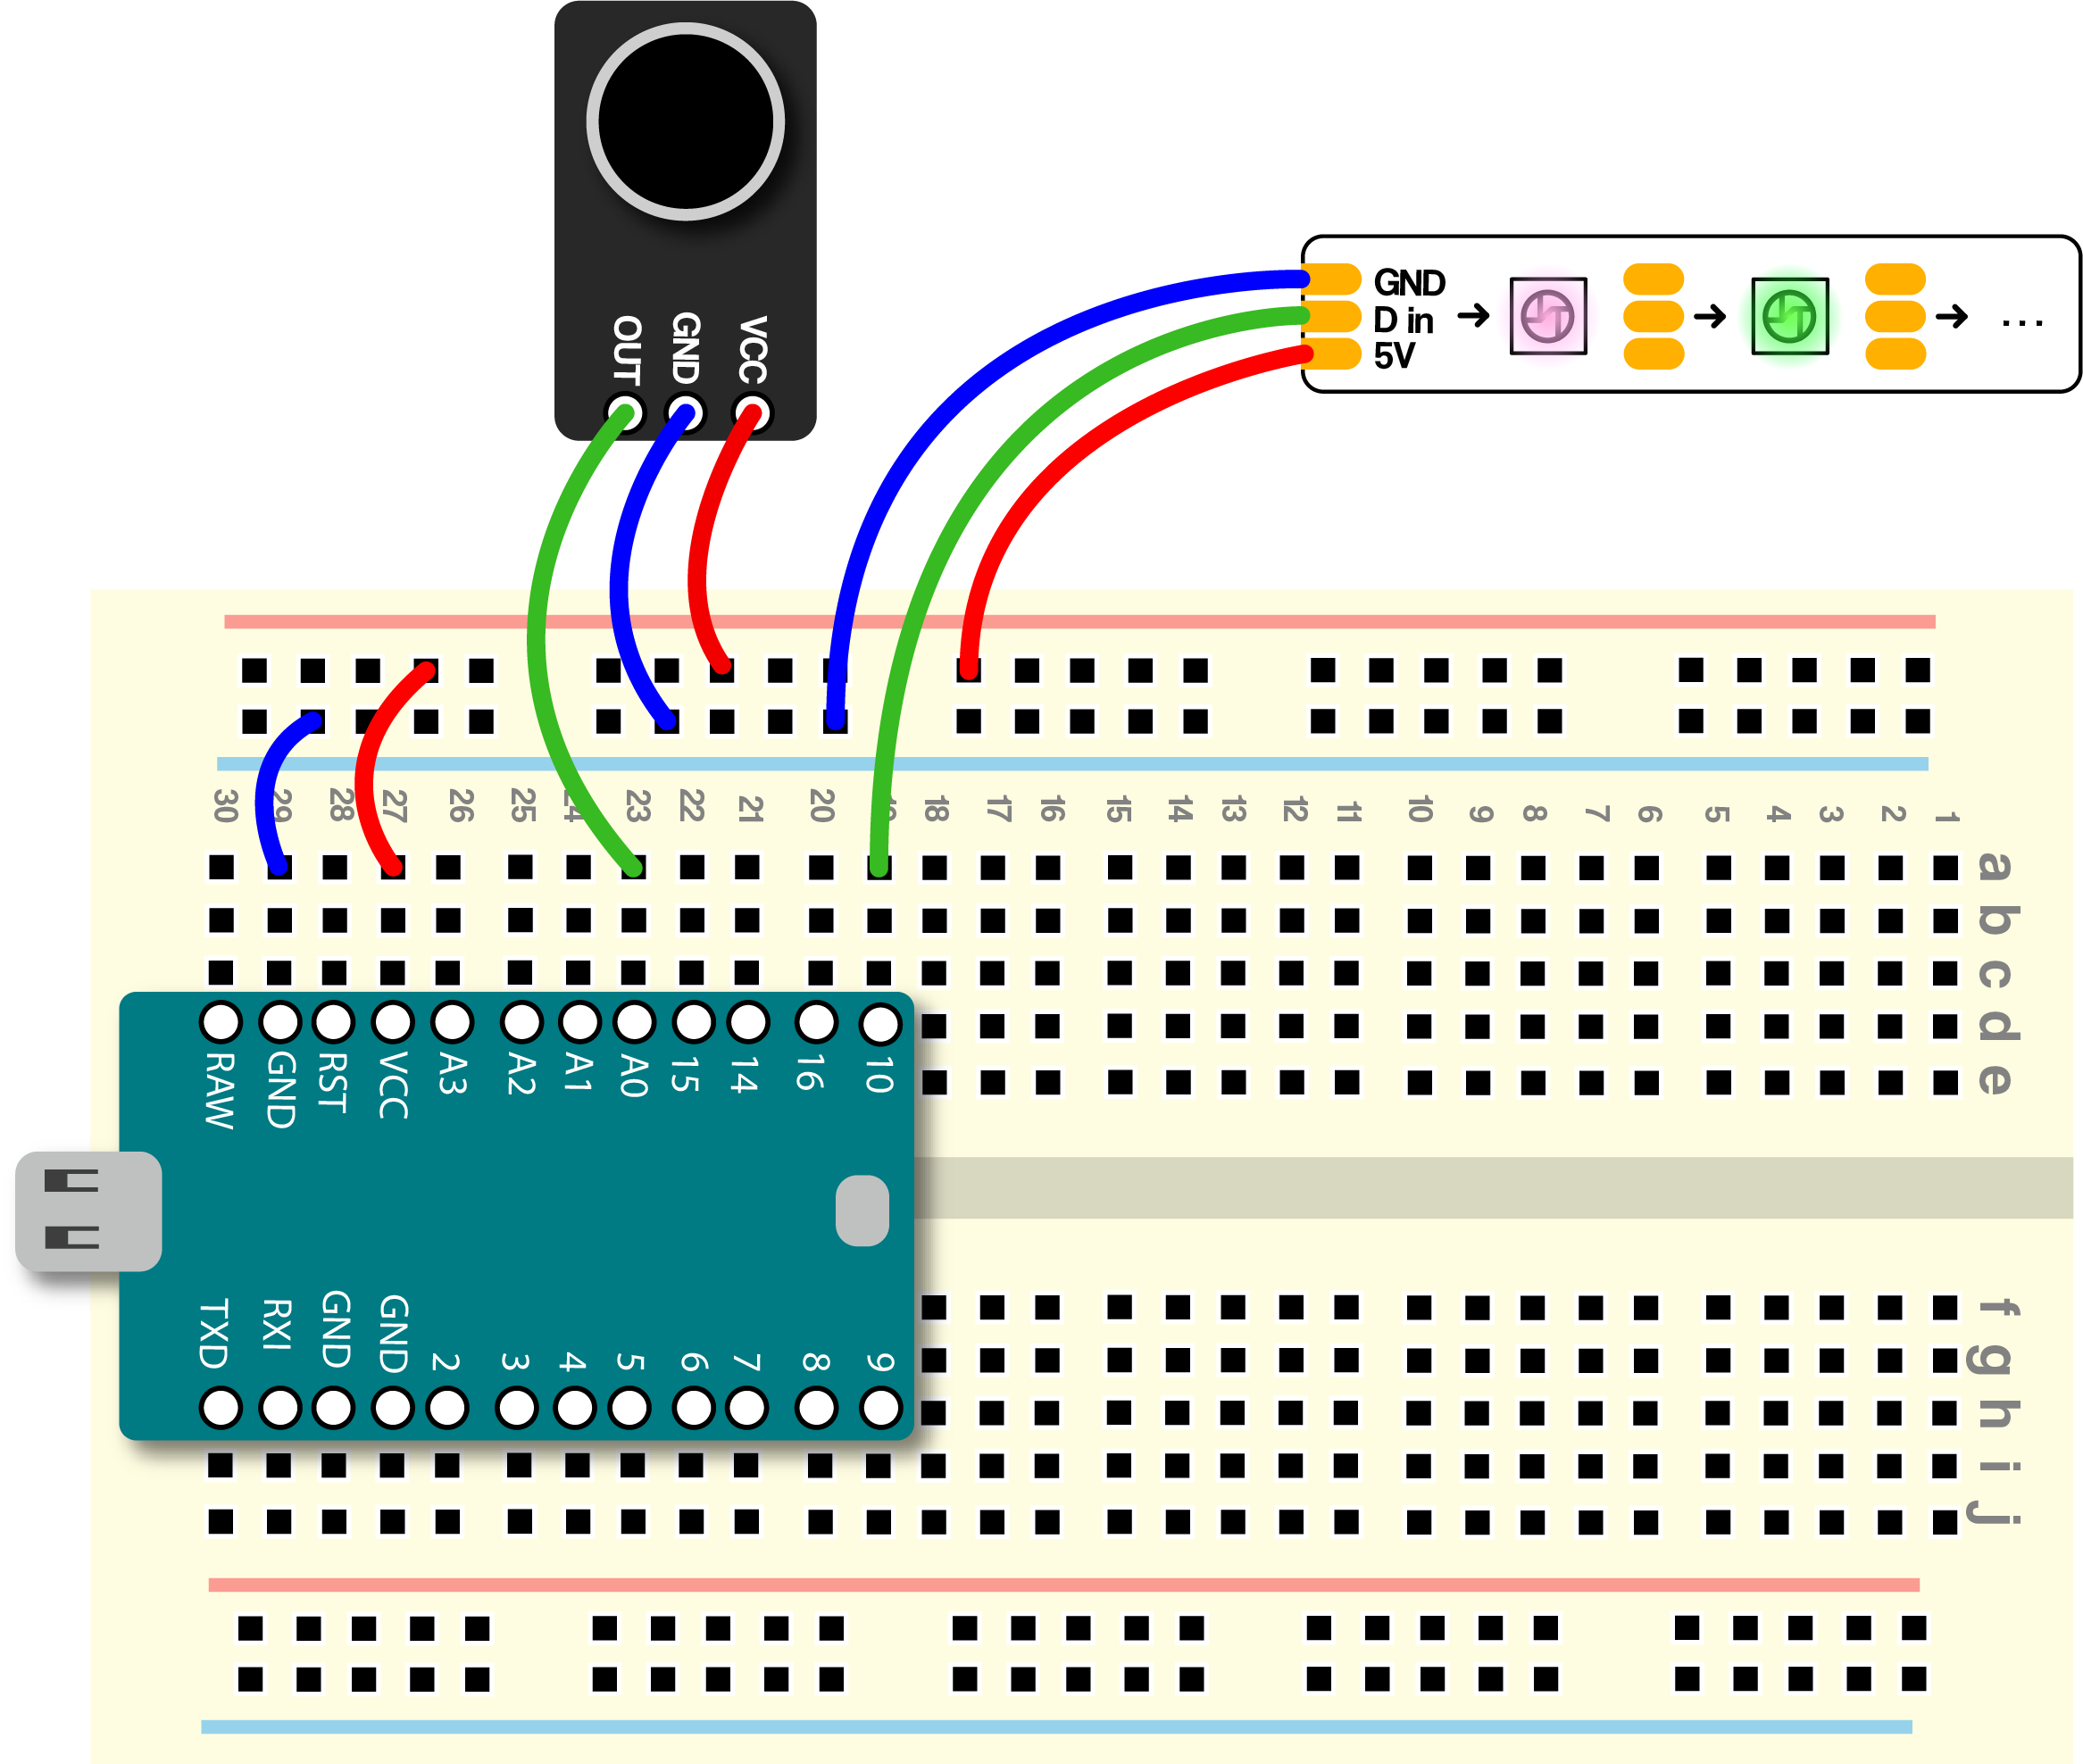 OUT GND VCC
GND
D in
5V
...
30 29 28 27 26 25 24 23 22 21 20 18 17 16 15 14 13 12 11 10 9 8 7 6 5 4 3 2 1
a
b
c
d
e
RAW GND RST VCC A3 A2 A1 A0 15 14 16 10
TXD RXI GND GND 2 3 4 5 6 7 8 9
f
g
h
i
j